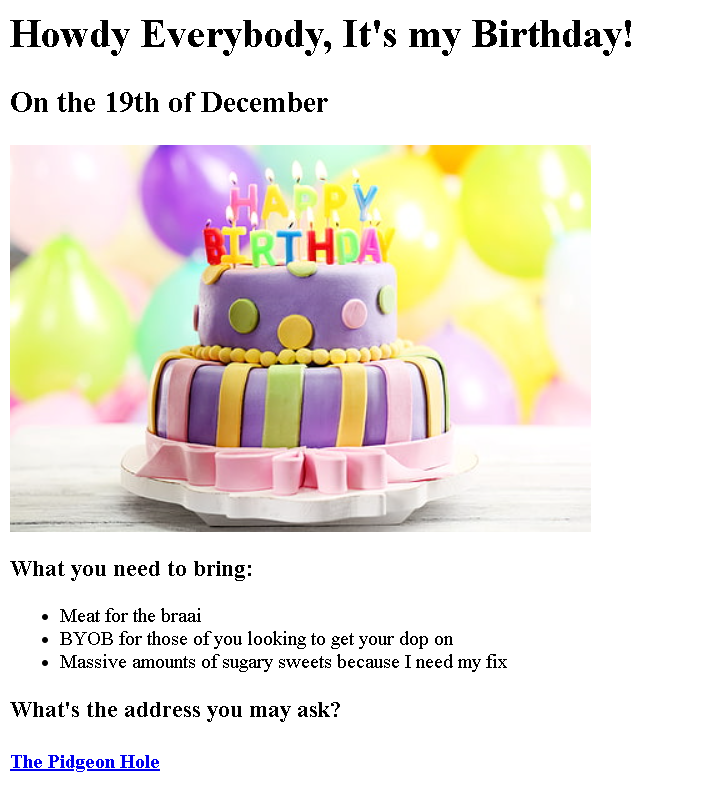 Howdy Everybody, It's my Birthday!
On the 19th of December
HAPPY
BIRTHDAY
What you need to bring:
Meat for the braai
BYOB for those of you looking to get your dop on
Massive amounts of sugary sweets because I need my fix
What's the address you may ask?
The Pidgeon Hole